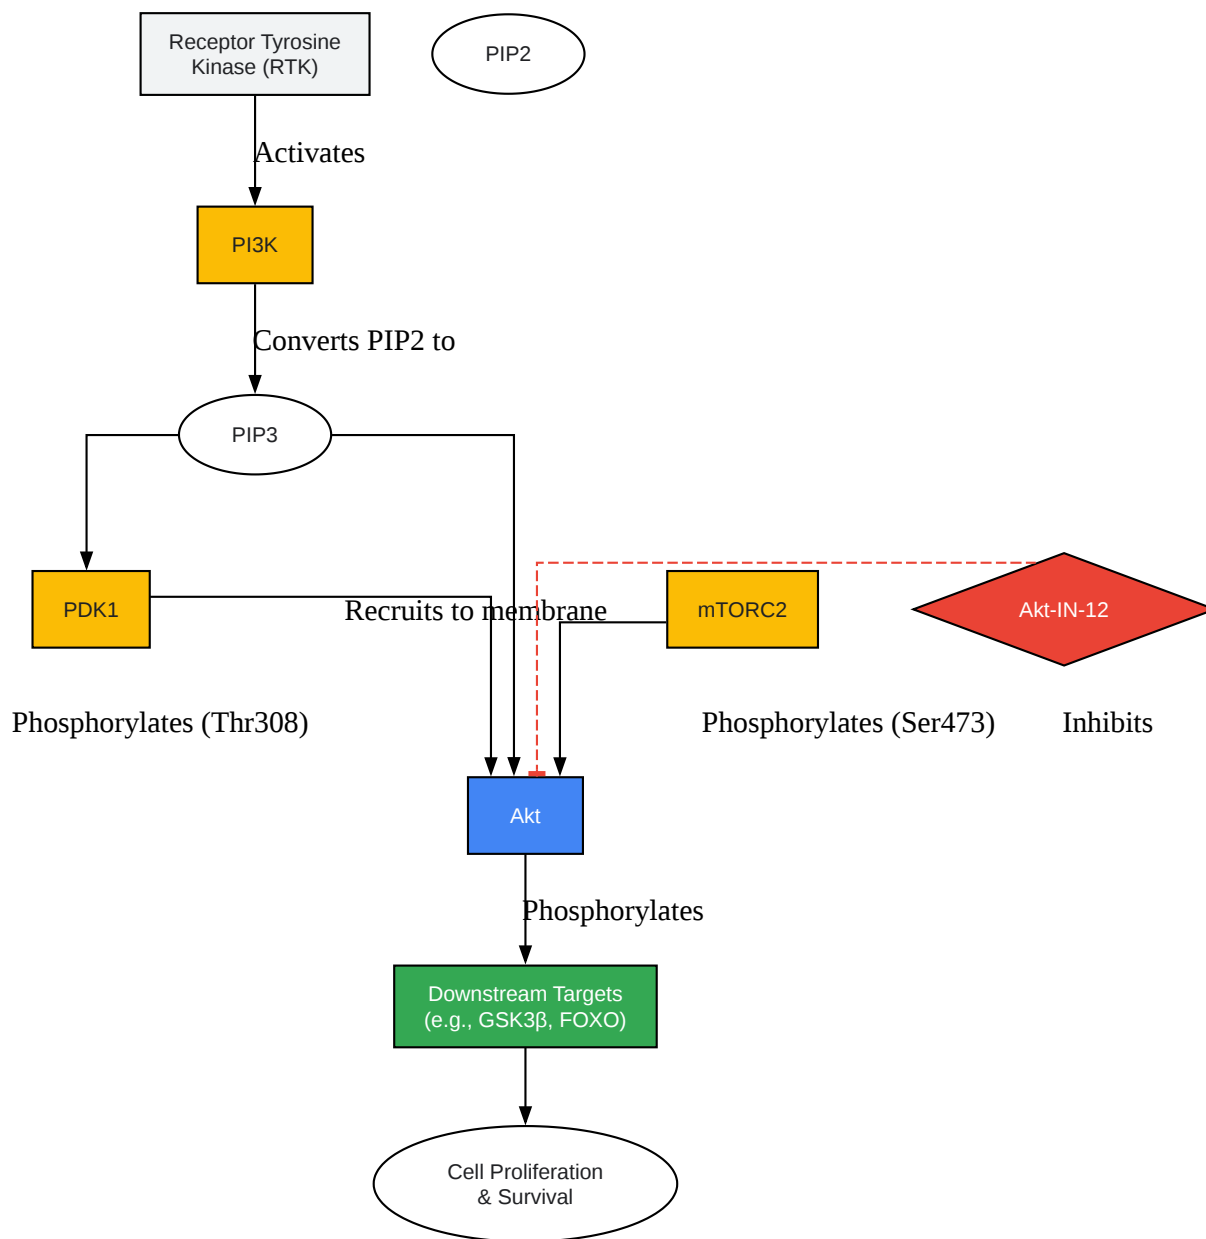 Receptor Tyrosine
Kinase (RTK)
PIP2
Activates
PI3K
Converts PIP2 to
PIP3
PDK1
Recruits to membrane
mTORC2
Akt-IN-12
Phosphorylates (Thr308)
Phosphorylates (Ser473)
Inhibits
Akt
Phosphorylates
Downstream Targets
(e.g., GSK3β, FOXO)
Cell Proliferation
& Survival